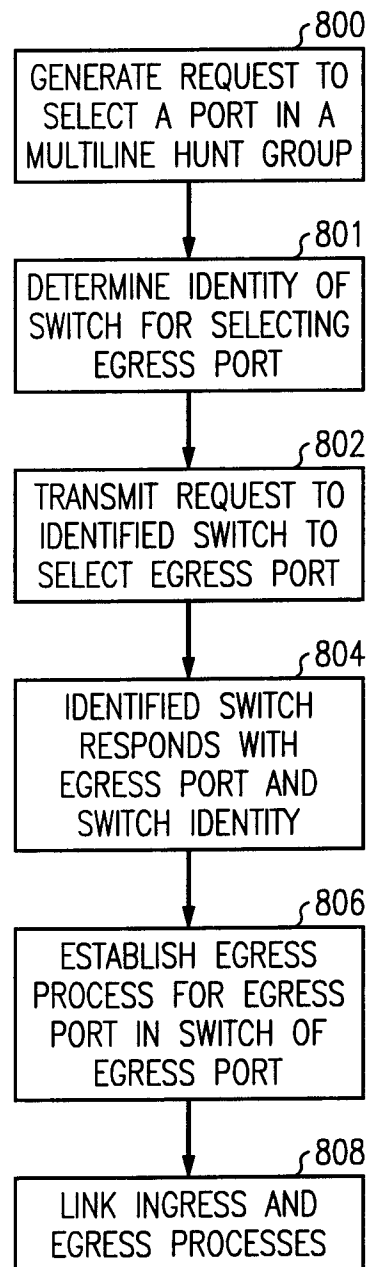 800
GENERATE REQUEST TO
SELECT A PORT IN A
MULTILINE HUNT GROUP
801
DETERMINE IDENTITY OF
SWITCH FOR SELECTING
EGRESS PORT
802
TRANSMIT REQUEST TO
IDENTIFIED SWITCH TO
SELECT EGRESS PORT
804
IDENTIFIED SWITCH
RESPONDS WITH
EGRESS PORT AND
SWITCH IDENTITY
806
ESTABLISH EGRESS
PROCESS FOR EGRESS
PORT IN SWITCH OF
EGRESS PORT
808
LINK INGRESS AND
EGRESS PROCESSES